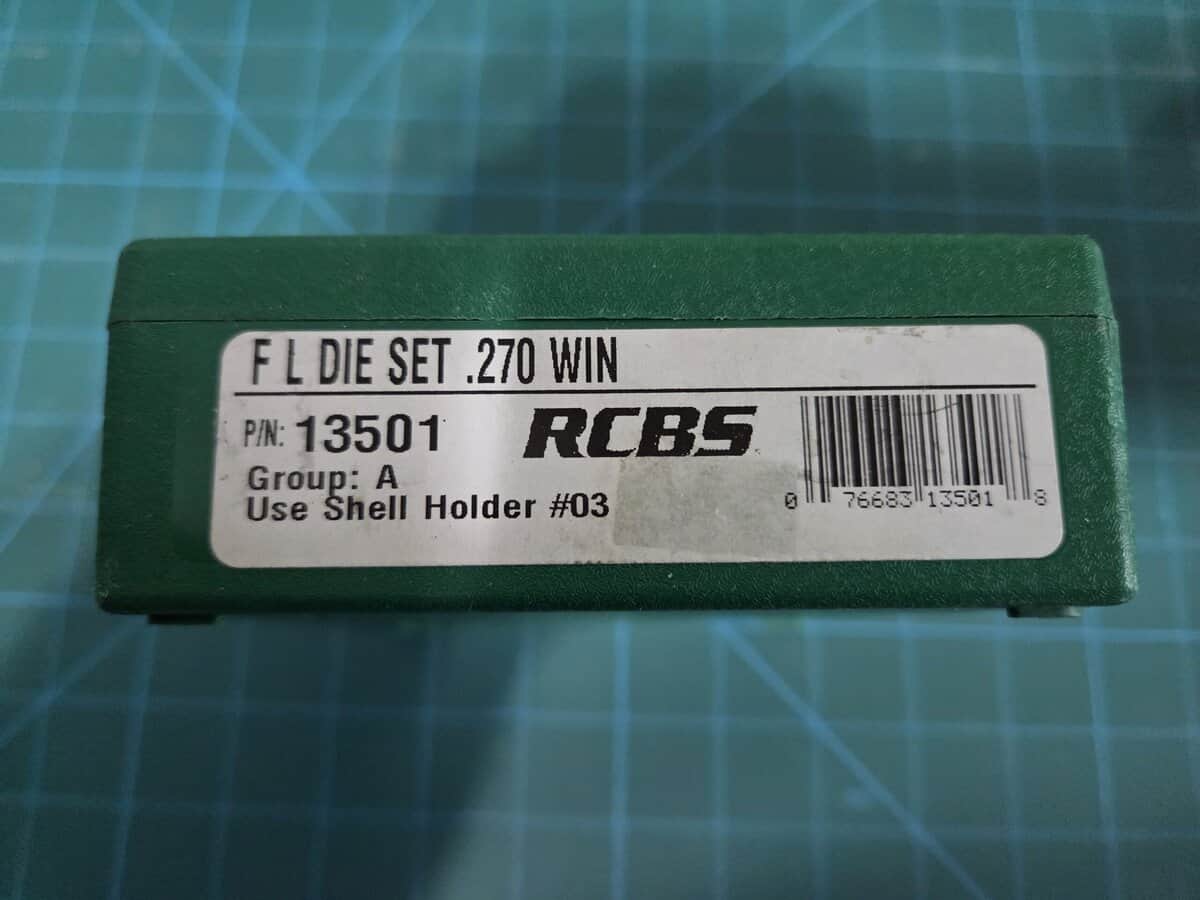 F L DIE SET .270 WIN
P/N: 13501
RCBS
Group: A
Use Shell Holder #03
0 76683 13501 8